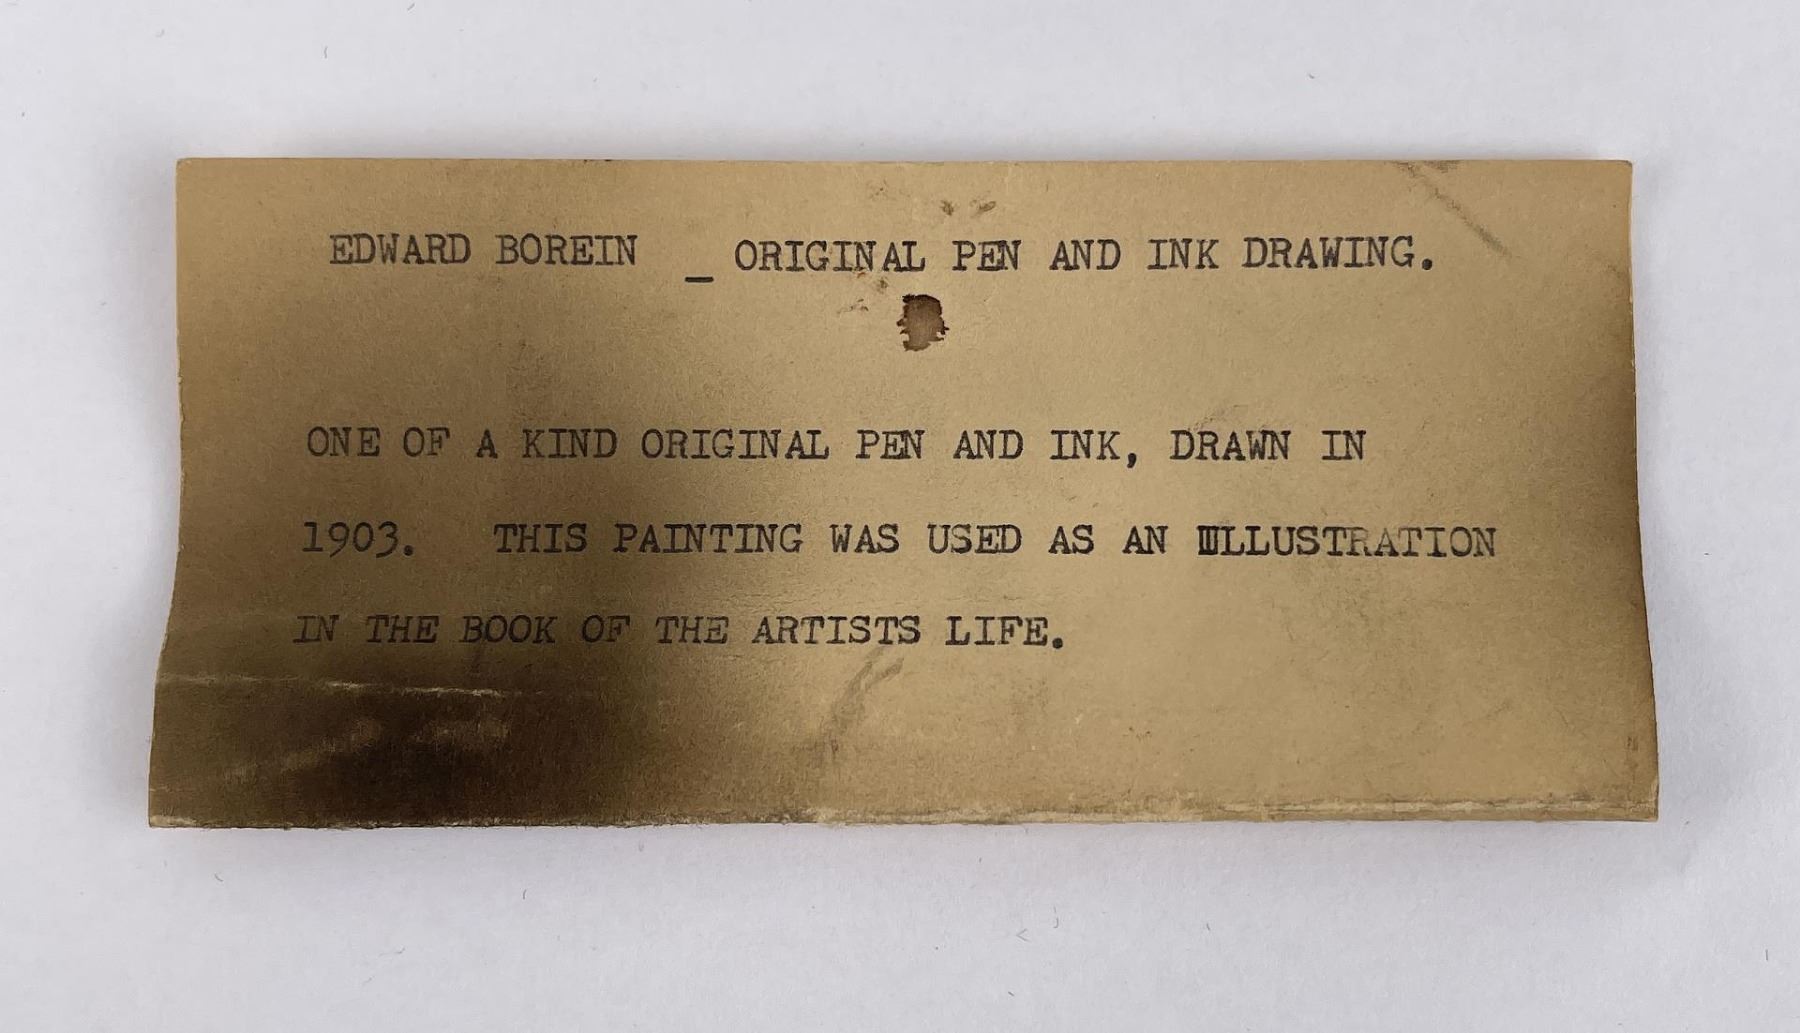 EDWARD BOREIN _ ORIGINAL PEN AND INK DRAWING.
ONE OF A KIND ORIGINAL PEN AND INK, DRAWN IN
1903. THIS PAINTING WAS USED AS AN ILLUSTRATION
IN THE BOOK OF THE ARTISTS LIFE.